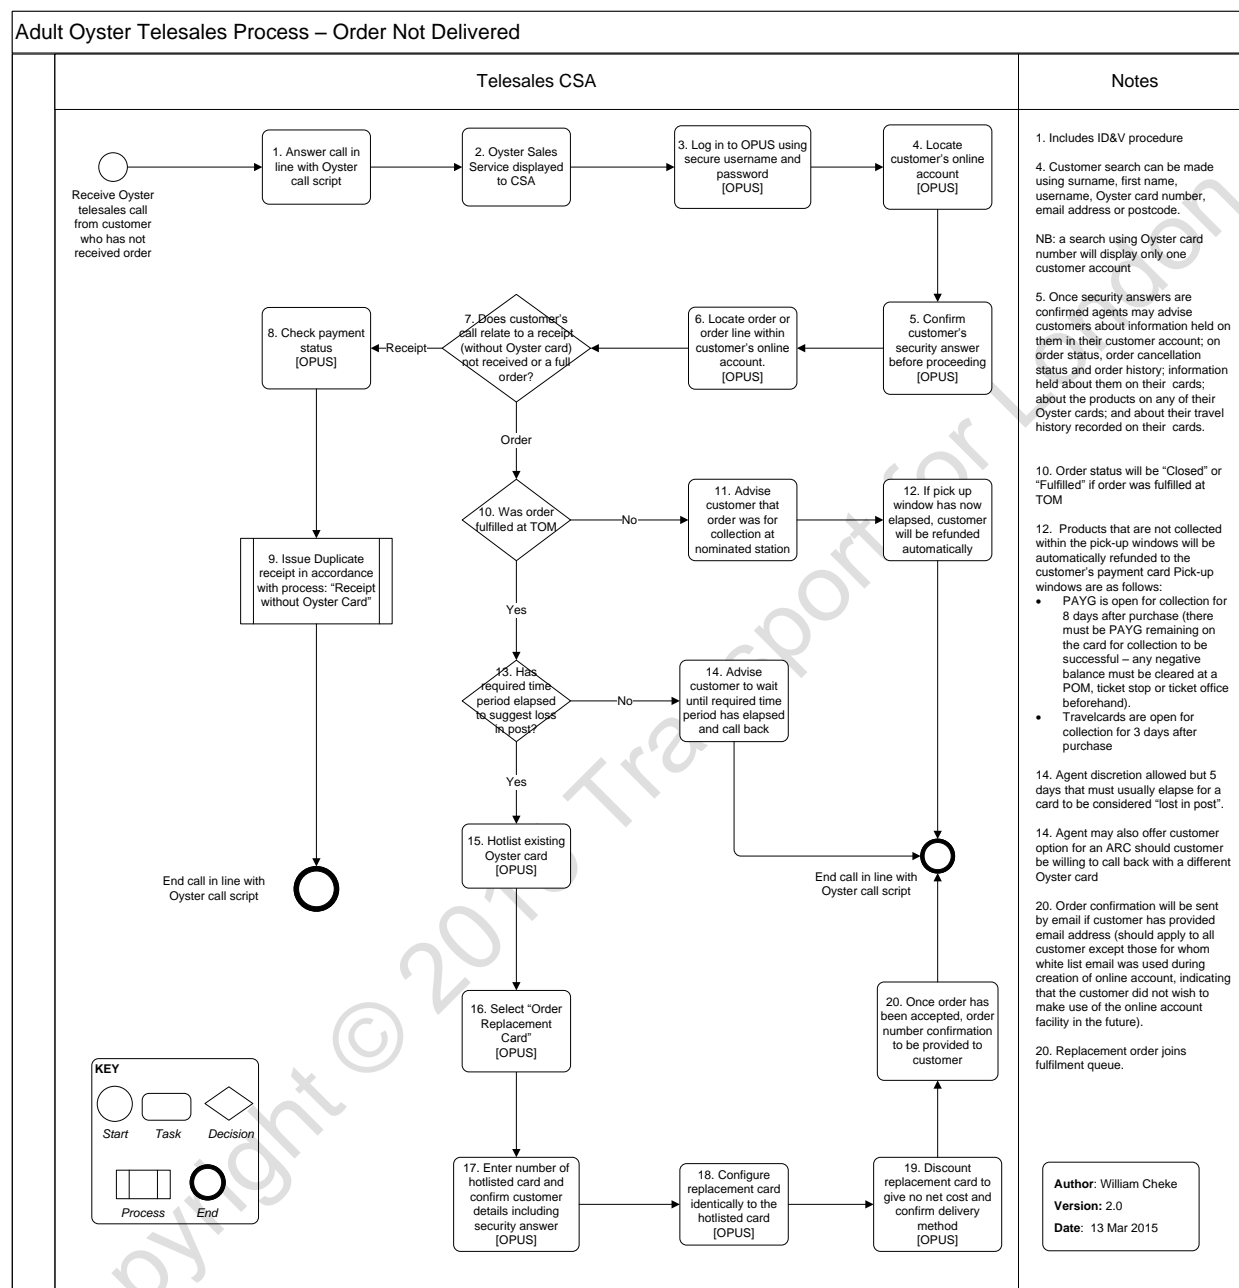 Adult Oyster Telesales Process – Order Not Delivered
Telesales CSA
Notes
Receive Oyster
telesales call
from customer
who has not
received order
1. Answer call in
line with Oyster
call script
2. Oyster Sales
Service displayed
to CSA
3. Log in to OPUS using
secure username and
password
[OPUS]
4. Locate
customer's online
account
[OPUS]
8. Check payment
status
[OPUS]
Receipt
7. Does customer's
call relate to a receipt
(without Oyster card)
not received or a full
order?
6. Locate order or
order line within
customer's online
account.
[OPUS]
5. Confirm
customer's
security answer
before proceeding
[OPUS]
Order
10. Was order
fulfilled at TOM
No
11. Advise
customer that
order was for
collection at
nominated station
12. If pick up
window has now
elapsed, customer
will be refunded
automatically
9. Issue Duplicate
receipt in accordance
with process: “Receipt
without Oyster Card”
Yes
13. Has
required time
period elapsed
to suggest loss
in post?
No
14. Advise
customer to wait
until required time
period has elapsed
and call back
Yes
15. Hotlist existing
Oyster card
[OPUS]
End call in line with
Oyster call script
End call in line with
Oyster call script
16. Select “Order
Replacement
Card”
[OPUS]
20. Once order has
been accepted, order
number confirmation
to be provided to
customer
17. Enter number of
hotlisted card and
confirm customer
details including
security answer
[OPUS]
18. Configure
replacement card
identically to the
hotlisted card
[OPUS]
19. Discount
replacement card to
give no net cost and
confirm delivery
method
[OPUS]
KEY
Start
Task
Decision
Process
End
1. Includes ID&V procedure
4. Customer search can be made
using surname, first name,
username, Oyster card number,
email address or postcode.
NB: a search using Oyster card
number will display only one
customer account
5. Once security answers are
confirmed agents may advise
customers about information held on
them in their customer account; on
order status, order cancellation
status and order history; information
held about them on their cards;
about the products on any of their
Oyster cards; and about their travel
history recorded on their cards.
10. Order status will be “Closed” or
“Fulfilled” if order was fulfilled at
TOM
12. Products that are not collected
within the pick-up windows will be
automatically refunded to the
customer's payment card Pick-up
windows are as follows:
• PAYG is open for collection for
8 days after purchase (there
must be PAYG remaining on
the card for collection to be
successful – any negative
balance must be cleared at a
POM, ticket stop or ticket office
beforehand).
• Travelcards are open for
collection for 3 days after
purchase
14. Agent discretion allowed but 5
days that must usually elapse for a
card to be considered “lost in post”.
14. Agent may also offer customer
option for an ARC should customer
be willing to call back with a different
Oyster card
20. Order confirmation will be sent
by email if customer has provided
email address (should apply to all
customer except those for whom
white list email was used during
creation of online account, indicating
that the customer did not wish to
make use of the online account
facility in the future).
20. Replacement order joins
fulfilment queue.
Author: William Cheke
Version: 2.0
Date: 13 Mar 2015